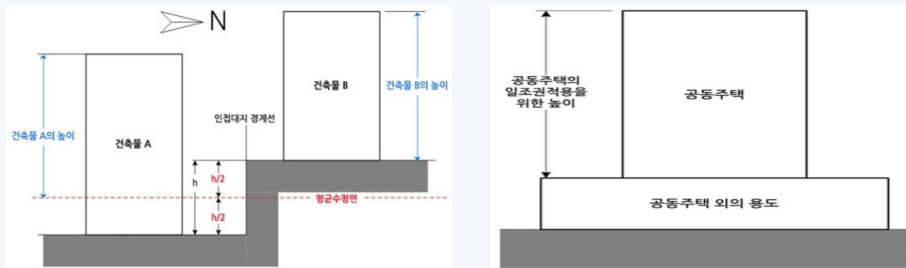 N
건축물 B
건축물 B의 높이
인접대지 경계선
건축물 A의 높이
건축물 A
h
h/2
평균수평면
h/2
공동주택의
일조권적용을
위한 높이
공동주택
공동주택 외의 용도